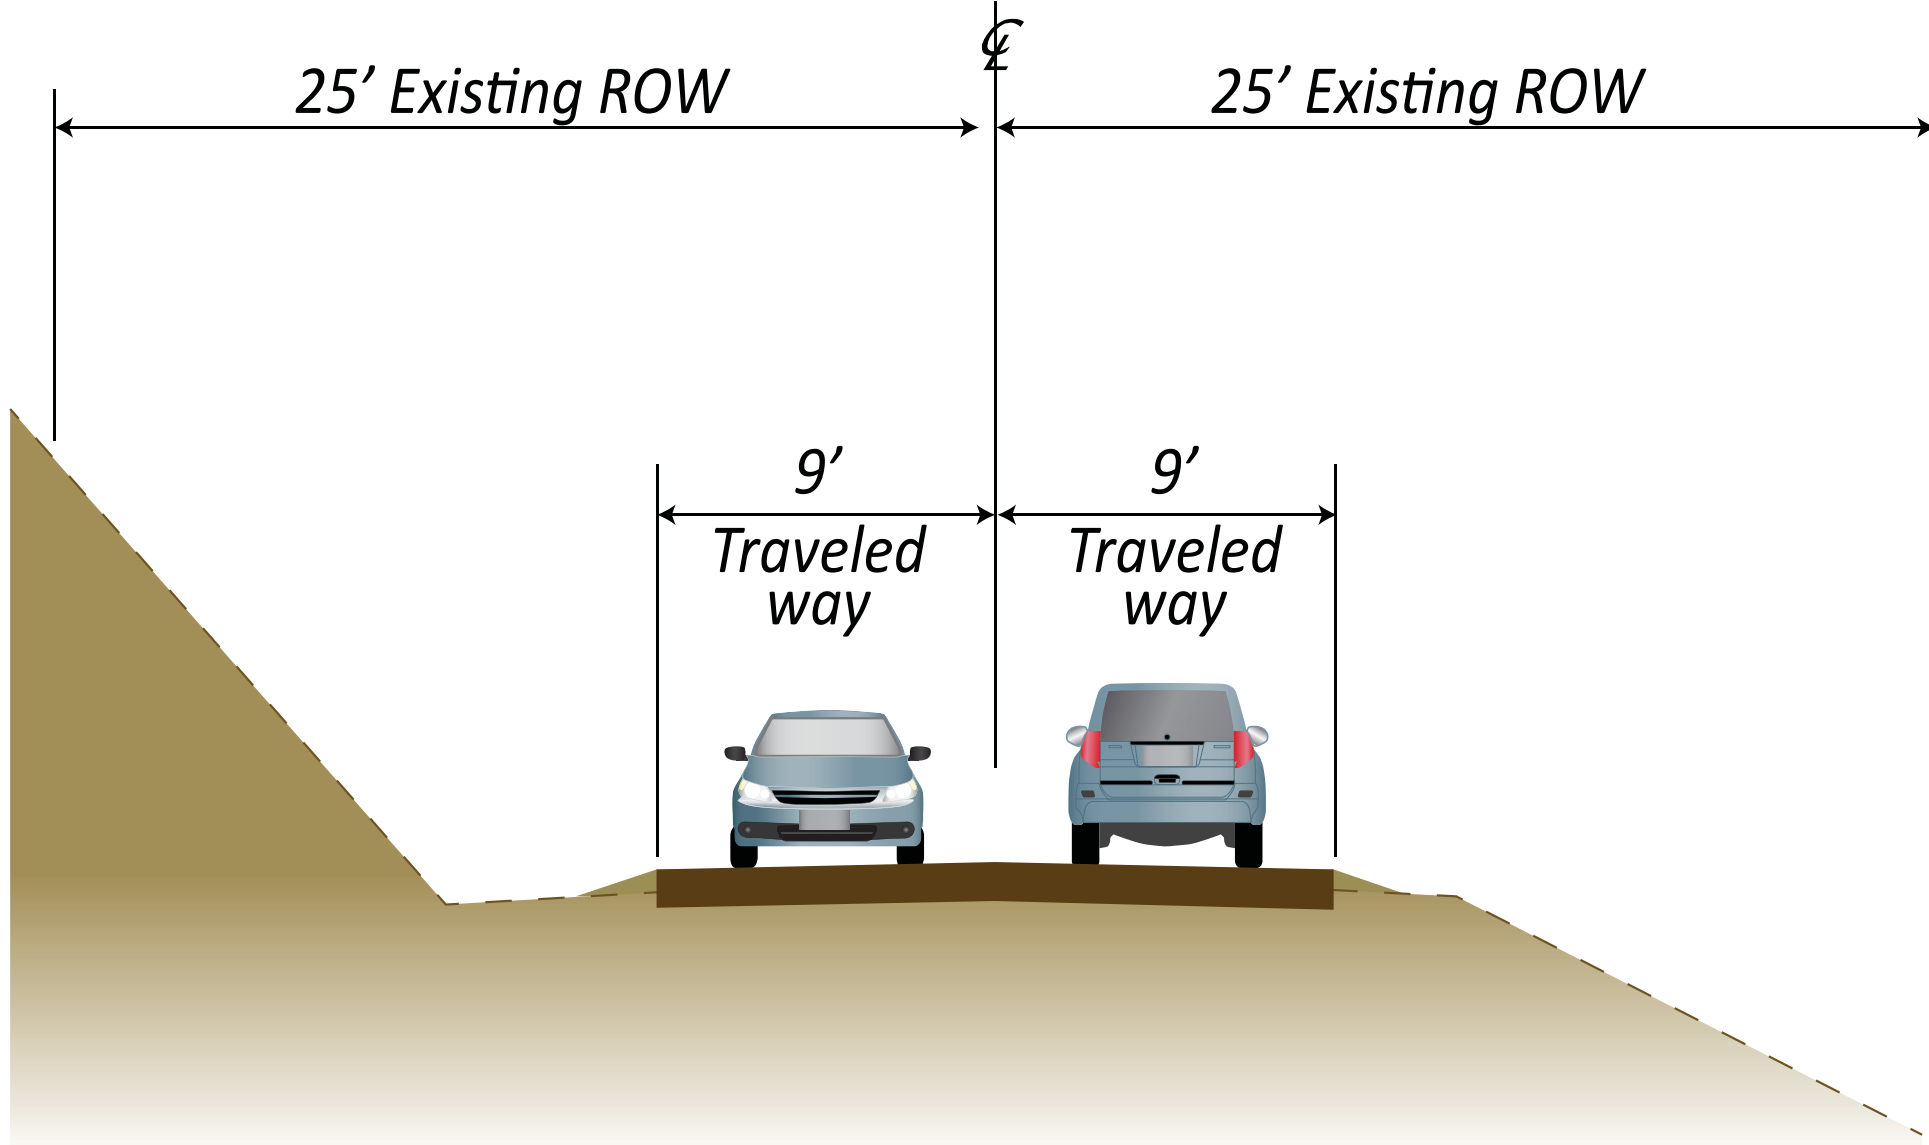 ℄
25’ Existing ROW
25’ Existing ROW
9’
Traveled
way
9’
Traveled
way